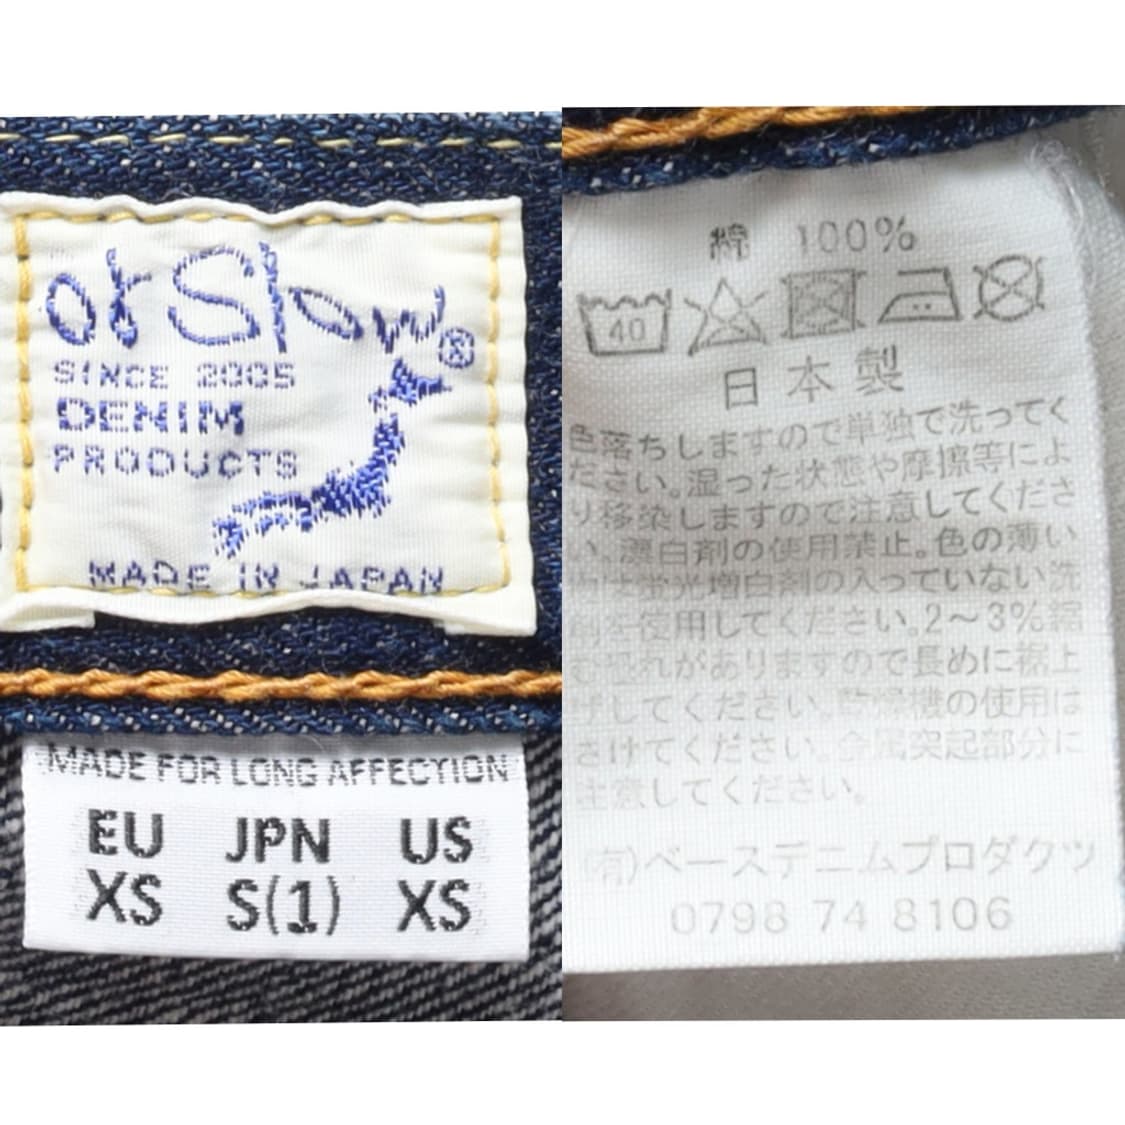 orSlow®
SINCE 2005
DENIM
PRODUCTS
MADE IN JAPAN
MADE FOR LONG AFFECTION
EU JPN US
XS S(1) XS
綿 100%
40
日本製
色落ちしますので単独で洗ってく
ださい。湿った状態や摩擦等によ
り移染しますので注意してくださ
い。漂白剤の使用禁止。色の薄い
は蛍光増白剤の入っていない洗
剤を使用してください。2～3%縮
む恐れがありますので長めに裾上
げしてください。乾燥機の使用は
さけてください。金属突起部分に
注意してください。
(有)ベースデニムプロダクツ
0798 74 8106